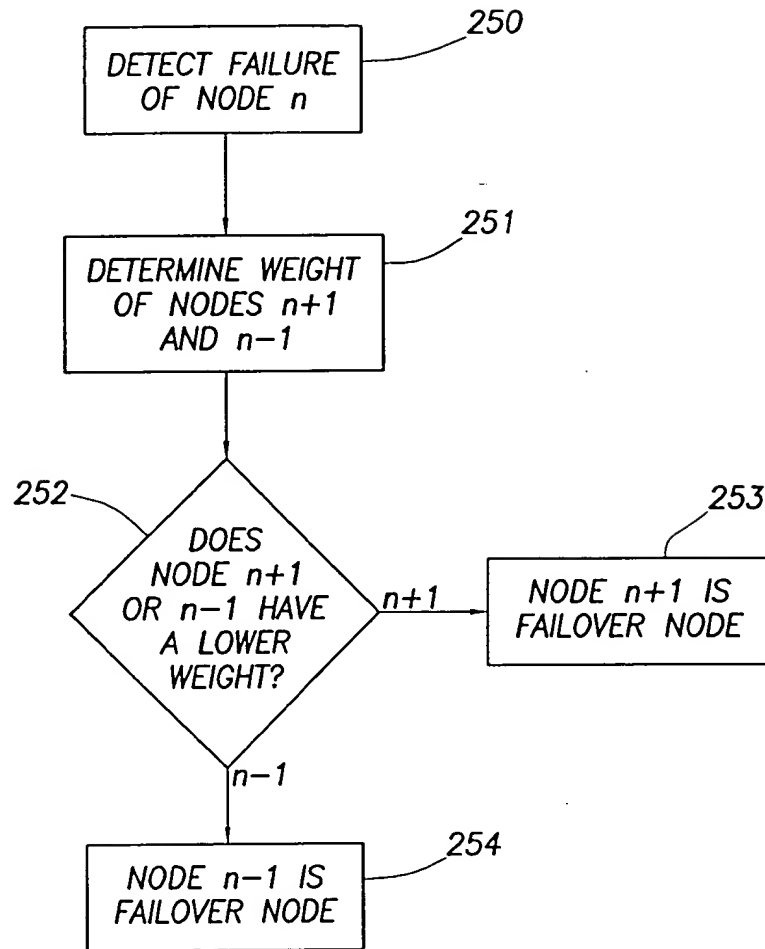 250
DETECT FAILURE
OF NODE n
251
DETERMINE WEIGHT
OF NODES n+1
AND n-1
252
DOES
NODE n+1
OR n-1 HAVE
A LOWER
WEIGHT?
n+1
253
NODE n+1 IS
FAILOVER NODE
n-1
254
NODE n-1 IS
FAILOVER NODE